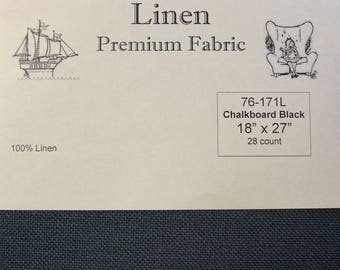 Linen
Premium Fabric
76-171L
Chalkboard Black
18" x 27"
28 count
100% Linen